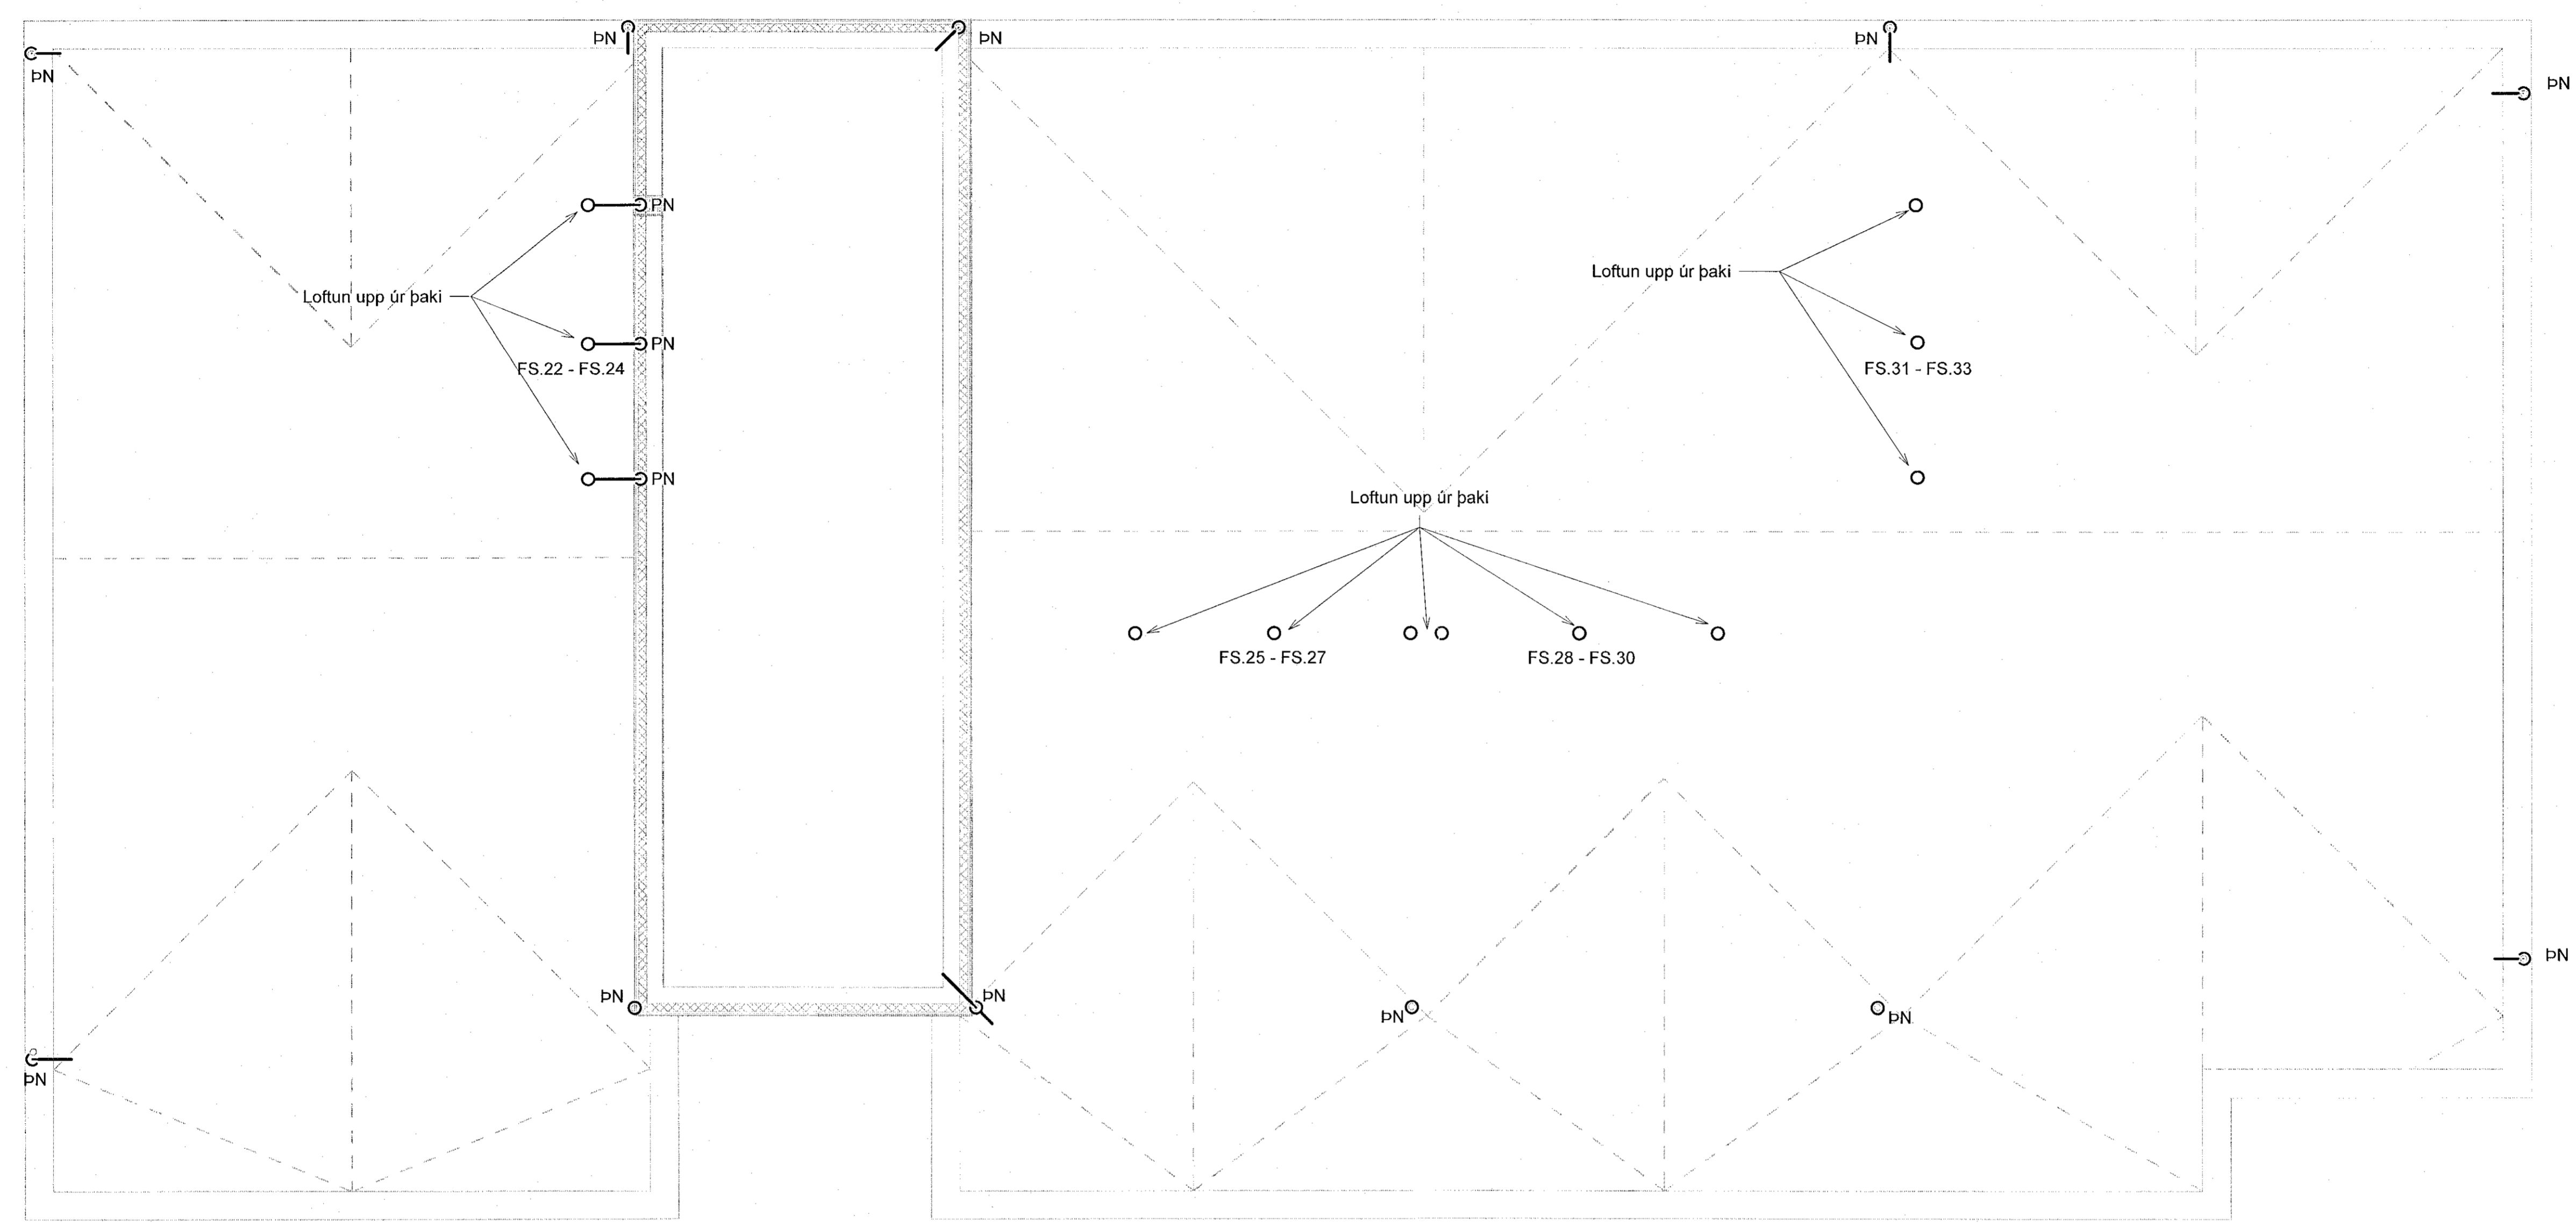 ÞN
ÞN
ÞN
ÞN
ÞN
ÞN
Loftun upp úr þaki
Loftun upp úr þaki
ÞN
FS.22 - FS.24
FS.31 - FS.33
ÞN
Loftun upp úr þaki
FS.25 - FS.27
FS.28 - FS.30
ÞN
ÞN
ÞN
ÞN
ÞN
ÞN